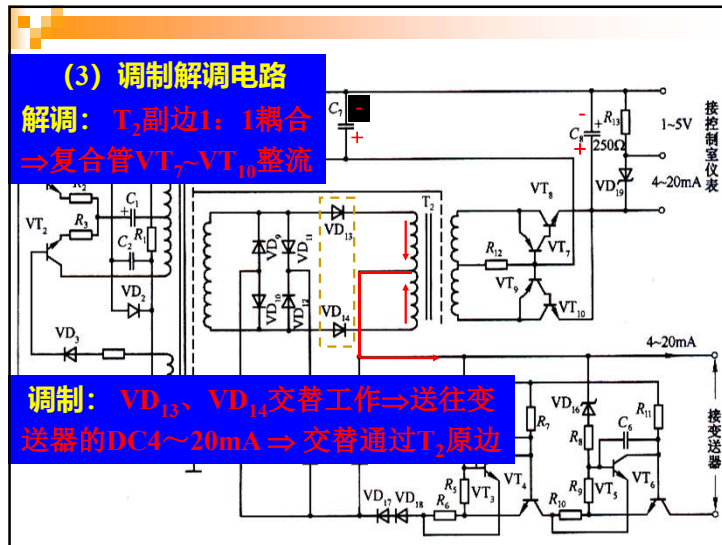 （3）调制解调电路
解调： T₂副边1：1耦合
⇒复合管VT₇~VT₁₀整流
C₇
-
+
-
+
C₈
R₁₃
250Ω
VD₁₉
1~5V
4~20mA
接控制室仪表
R₂
VT₂
R₃
C₁
+
C₂
R₁
VD₂
VD₃
VD₉
VD₁₁
VD₁₀
VD₁₂
VD₁₃
VD₁₄
T₂
R₁₂
VT₈
VT₇
VT₉
VT₁₀
4~20mA
调制： VD₁₃、VD₁₄交替工作⇒送往变
送器的DC4～20mA ⇒ 交替通过T₂原边
R₇
VD₁₆
R₈
C₆
R₁₁
接变送器
R₅
VT₃
VT₄
R₉
VT₅
VT₆
VD₁₇
VD₁₈
R₆
R₁₀